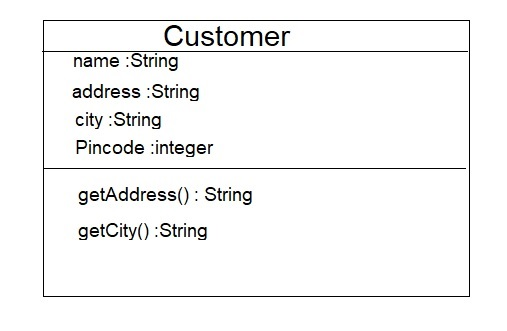 Customer
name :String
address :String
city :String
Pincode :integer
getAddress() : String
getCity() :String